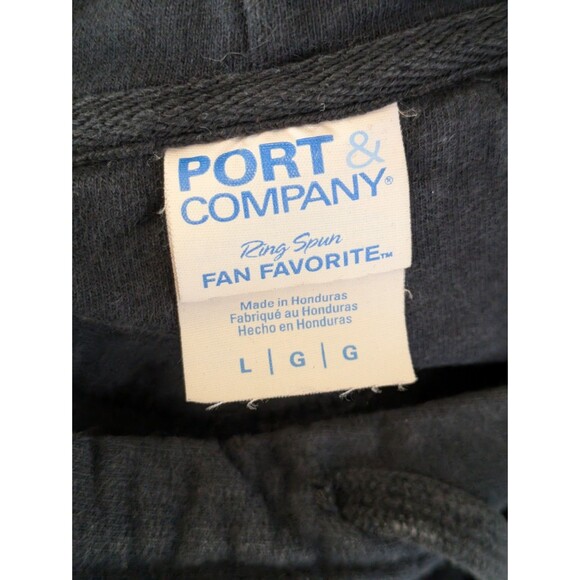 PORT &
COMPANY®
Ring Spun
FAN FAVORITE™
Made in Honduras
Fabriqué au Honduras
Hecho en Honduras
L | G | G